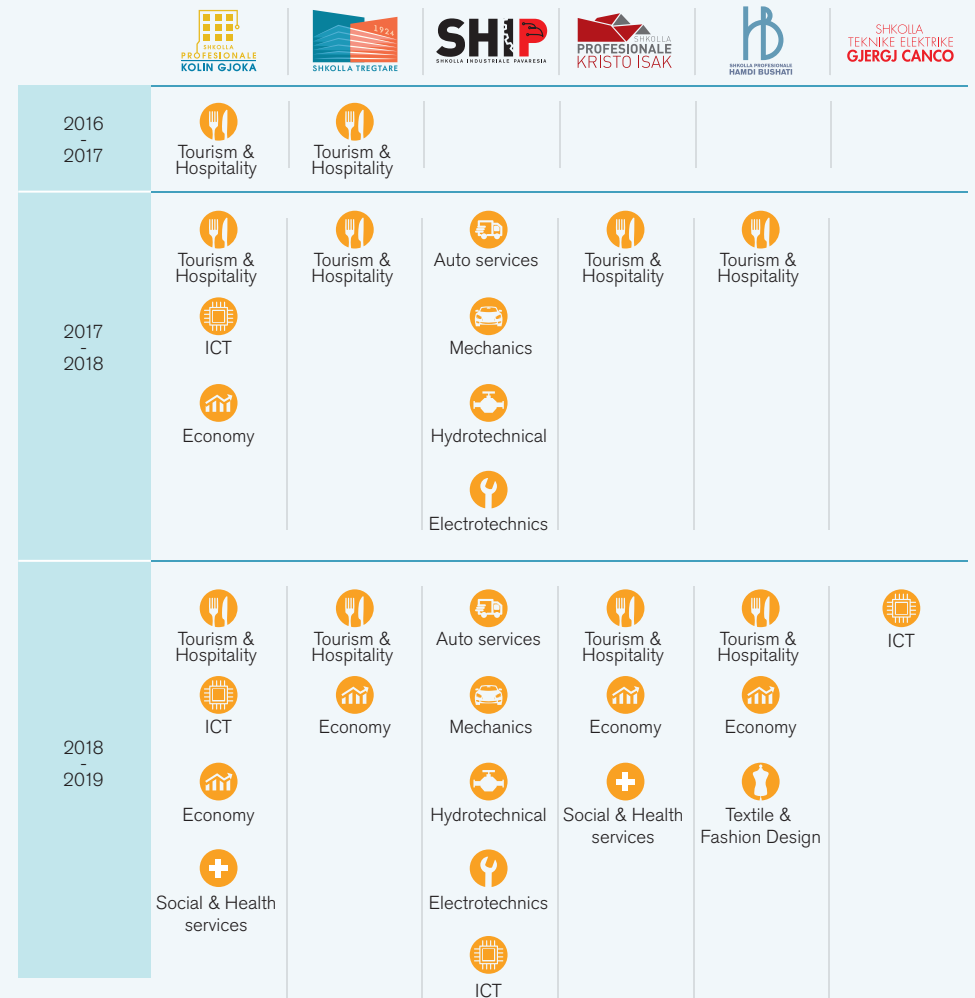 SHKOLLA
PROFESIONALE
KOLIN GJOKA
1924
SHKOLLA TREGTARE
SHIP
SHKOLLA INDUSTRIALE PAVARESIA
SHKOLLA
PROFESIONALE
KRISTO ISAK
HB
SHKOLLA PROFESIONALE
HAMDI BUSHATI
SHKOLLA
TEKNIKE ELEKTRIKE
GJERGJ CANCO
2016
-
2017
Tourism &
Hospitality
Tourism &
Hospitality
2017
-
2018
Tourism &
Hospitality
Tourism &
Hospitality
Auto services
Tourism &
Hospitality
Tourism &
Hospitality
ICT
Mechanics
Economy
Hydrotechnical
Electrotechnics
2018
-
2019
Tourism &
Hospitality
Tourism &
Hospitality
Auto services
Tourism &
Hospitality
Tourism &
Hospitality
ICT
ICT
Economy
Mechanics
Economy
Economy
Economy
Hydrotechnical
Social & Health
services
Textile &
Fashion Design
Social & Health
services
Electrotechnics
ICT